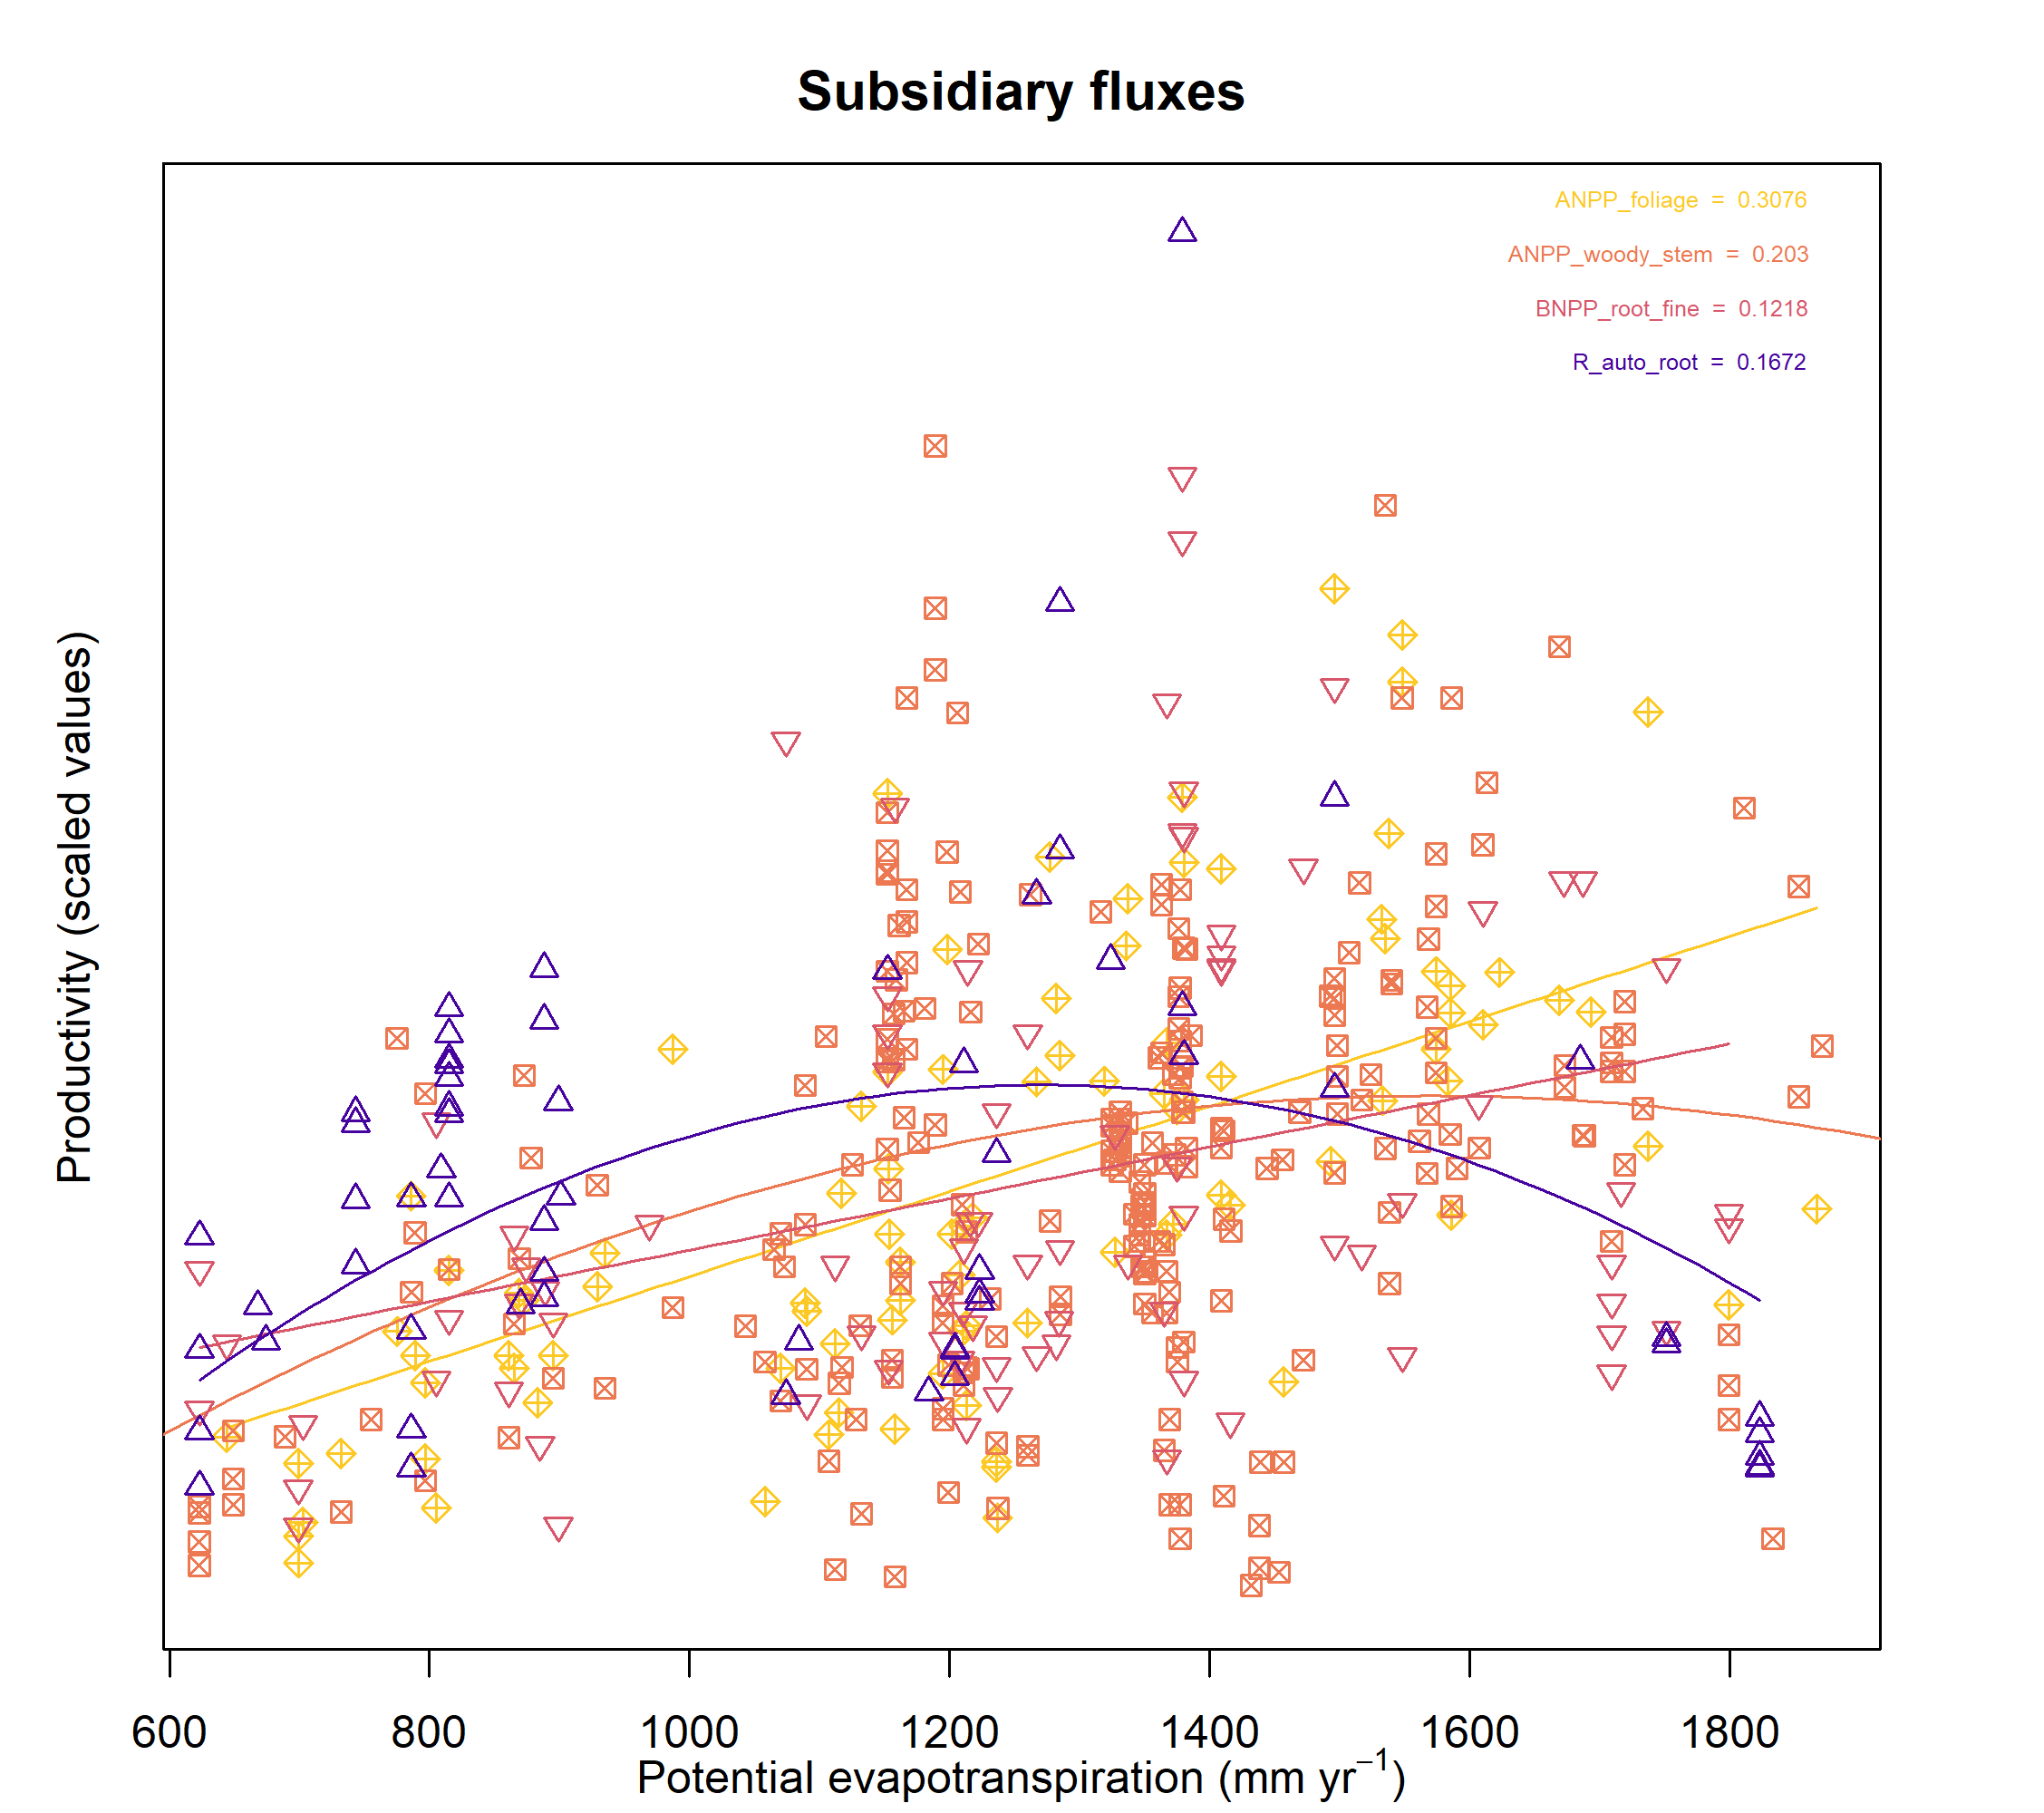 Subsidiary fluxes
ANPP_foliage = 0.3076
ANPP_woody_stem = 0.203
BNPP_root_fine = 0.1218
R_auto_root = 0.1672
Productivity (scaled values)
600 800 1000 1200 1400 1600 1800
Potential evapotranspiration (mm yr⁻¹)